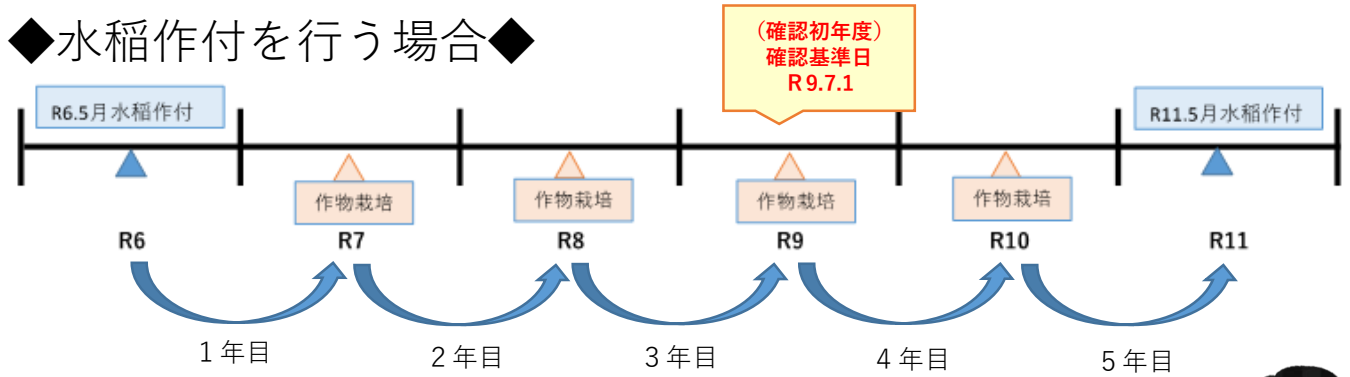 ◆水稲作付を行う場合◆
（確認初年度）
確認基準日
R9.7.1
R6.5月水稲作付
R11.5月水稲作付
作物栽培
作物栽培
作物栽培
作物栽培
R6
R7
R8
R9
R10
R11
１年目
２年目
３年目
４年目
５年目